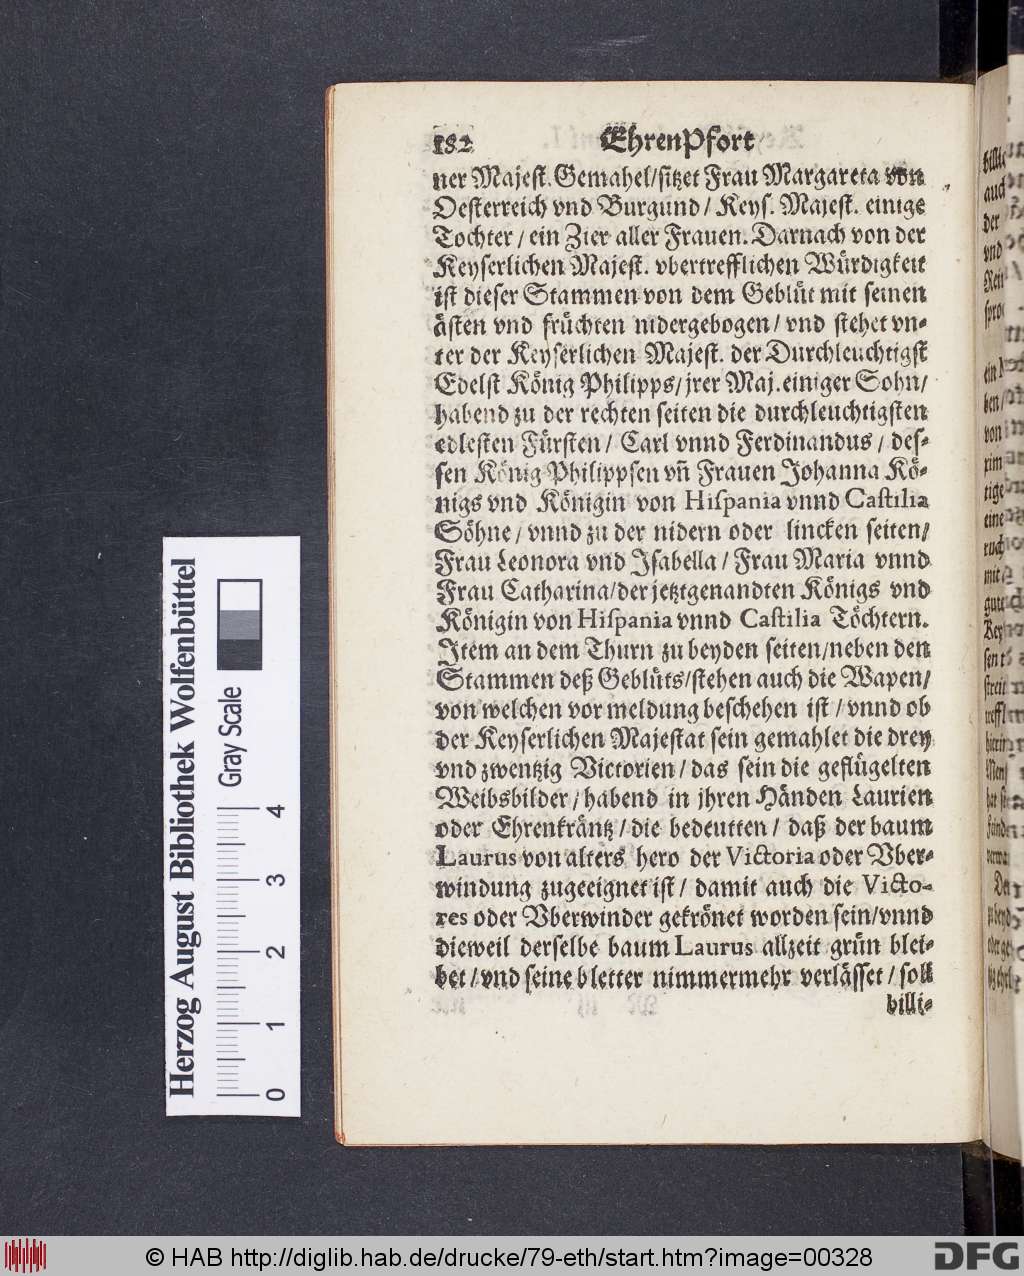 182 EhrenPfort
ner Majest. Gemahel/sitzet Frau Margareta von
Oesterreich vnd Burgund / Keys. Majest. einige
Tochter / ein Zier aller Frauen. Darnach von der
Keyserlichen Majest. vbertrefflichen Würdigkeit
ist dieser Stammen von dem Geblüt mit seinen
ästen vnd früchten nidergebogen / vnd stehet vn-
ter der Keyserlichen Majest. der Durchleuchtigst
Edelst König Philipps/ jrer Maj. einiger Sohn/
habend zu der rechten seiten die durchleuchtigsten
edlesten Fürsten / Carl vnnd Ferdinandus / des-
sen König Philippsen vñ Frauen Johanna Kö-
nigs vnd Königin von Hiſpania vnnd Caſtilia
Söhne / vnnd zu der nidern oder lincken seiten/
Frau Leonora vnd Isabella / Frau Maria vnnd
Frau Catharina/der jetztgenandten Königs vnd
Königin von Hiſpania vnnd Caſtilia Töchtern.
Item an dem Thurn zu beyden seiten/neben den
Stammen deß Geblüts/stehen auch die Wapen/
von welchen vor meldung beschehen ist / vnnd ob
der Keyserlichen Majestat sein gemahlet die drey
vnd zwentzig Victorien / das sein die geflügelten
Weibsbilder / habend in jhren Händen Laurien
oder Ehrenkräntz / die bedeutten / daß der baum
Laurus von alters hero der Victoria oder Vber-
windung zugeeignet ist / damit auch die Victo-
res oder Vberwinder gekrönet worden sein/vnnd
dieweil derselbe baum Laurus allzeit grün blei-
bet / vnd seine bletter nimmermehr verlässet / soll
billi-
Herzog August Bibliothek Wolfenbüttel
Gray Scale
0 1 2 3 4
© HAB http://diglib.hab.de/drucke/79-eth/start.htm?image=00328
DFG